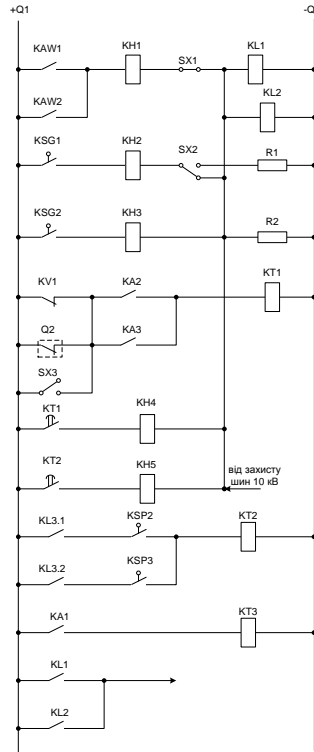 +Q1
-Q
KAW1
KH1
SX1
KL1
KAW2
KL2
KSG1
KH2
SX2
R1
KSG2
KH3
R2
KV1
KA2
KT1
Q2
KA3
SX3
KT1
KH4
KT2
KH5
від захисту
шин 10 кВ
KL3.1
KSP2
KT2
KL3.2
KSP3
KA1
KT3
KL1
KL2